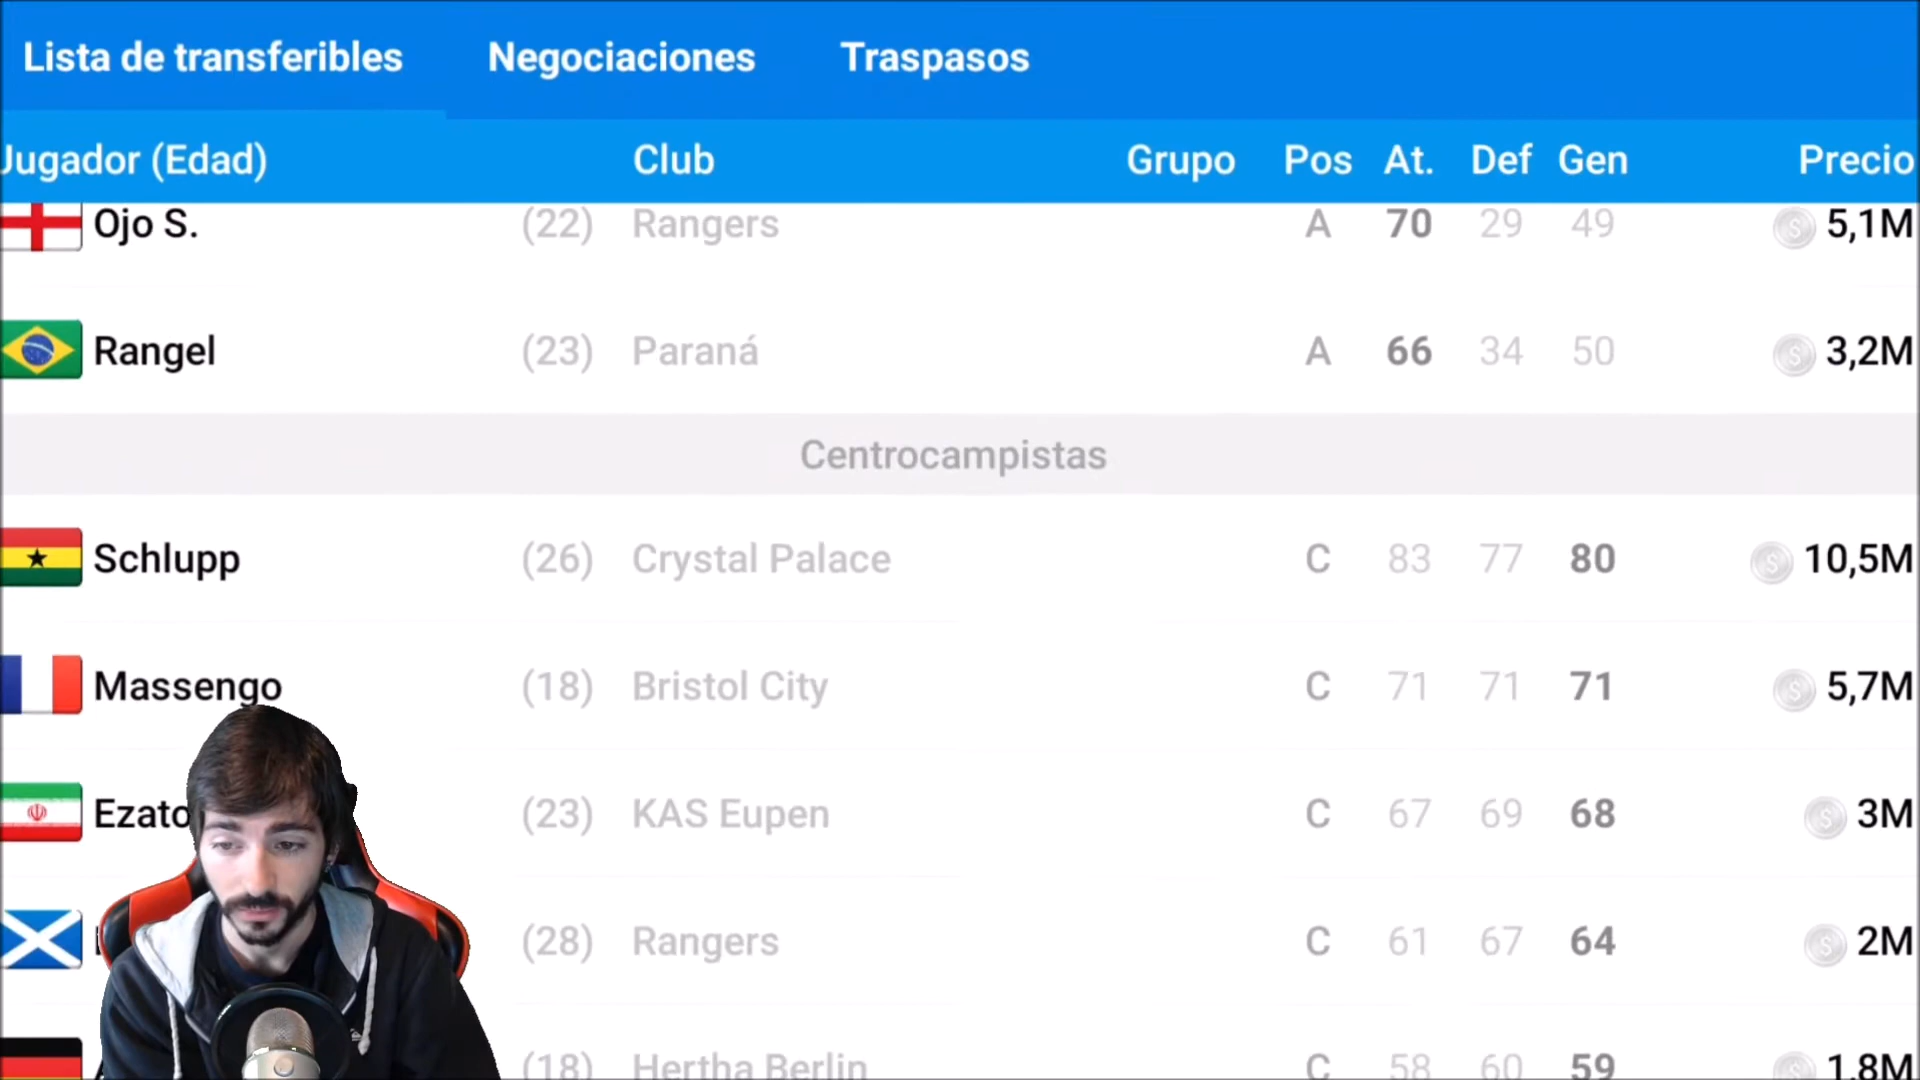 Lista de transferibles Negociaciones Traspasos
Jugador (Edad) Club Grupo Pos At. Def Gen Precio
Ojo S. (22) Rangers A 70 29 49 5,1M
Rangel (23) Paraná A 66 34 50 3,2M
Centrocampistas
Schlupp (26) Crystal Palace C 83 77 80 10,5M
Massengo (18) Bristol City C 71 71 71 5,7M
(23) KAS Eupen C 67 69 68 3M
(28) Rangers C 61 67 64 2M
(18) Hertha Berlin C 58 60 59 1,8M